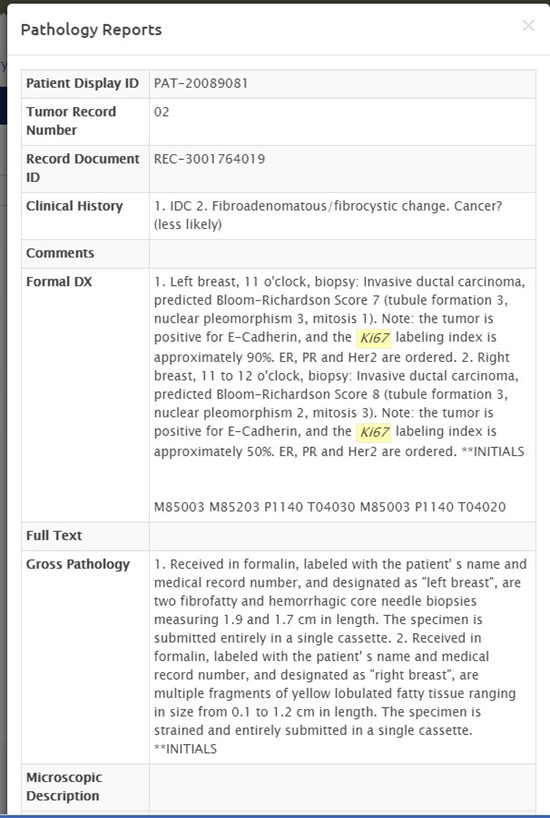 Pathology Reports
Patient Display ID PAT-20089081
Tumor Record Number 02
Record Document ID REC-3001764019
Clinical History 1. IDC 2. Fibroadenomatous/fibrocystic change. Cancer?
(less likely)
Comments
Formal DX 1. Left breast, 11 o'clock, biopsy: Invasive ductal carcinoma,
predicted Bloom-Richardson Score 7 (tubule formation 3,
nuclear pleomorphism 3, mitosis 1). Note: the tumor is
positive for E-Cadherin, and the Ki67 labeling index is
approximately 90%. ER, PR and Her2 are ordered. 2. Right
breast, 11 to 12 o'clock, biopsy: Invasive ductal carcinoma,
predicted Bloom-Richardson Score 8 (tubule formation 3,
nuclear pleomorphism 2, mitosis 3). Note: the tumor is
positive for E-Cadherin, and the Ki67 labeling index is
approximately 50%. ER, PR and Her2 are ordered. **INITIALS
M85003 M85203 P1140 T04030 M85003 P1140 T04020
Full Text
Gross Pathology 1. Received in formalin, labeled with the patient' s name and
medical record number, and designated as "left breast", are
two fibrofatty and hemorrhagic core needle biopsies
measuring 1.9 and 1.7 cm in length. The specimen is
submitted entirely in a single cassette. 2. Received in
formalin, labeled with the patient' s name and medical
record number, and designated as "right breast", are
multiple fragments of yellow lobulated fatty tissue ranging
in size from 0.1 to 1.2 cm in length. The specimen is
strained and entirely submitted in a single cassette.
**INITIALS
Microscopic
Description